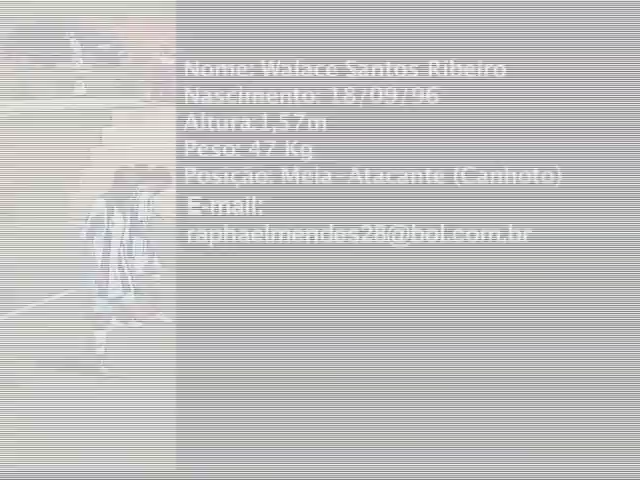 Nome: Walace Santos Ribeiro
Nascimento: 18/09/96
Altura:1,57m
Peso: 47 Kg
Posição: Meia-Atacante (Canhoto)
E-mail:
raphaelmendes28@bol.com.br